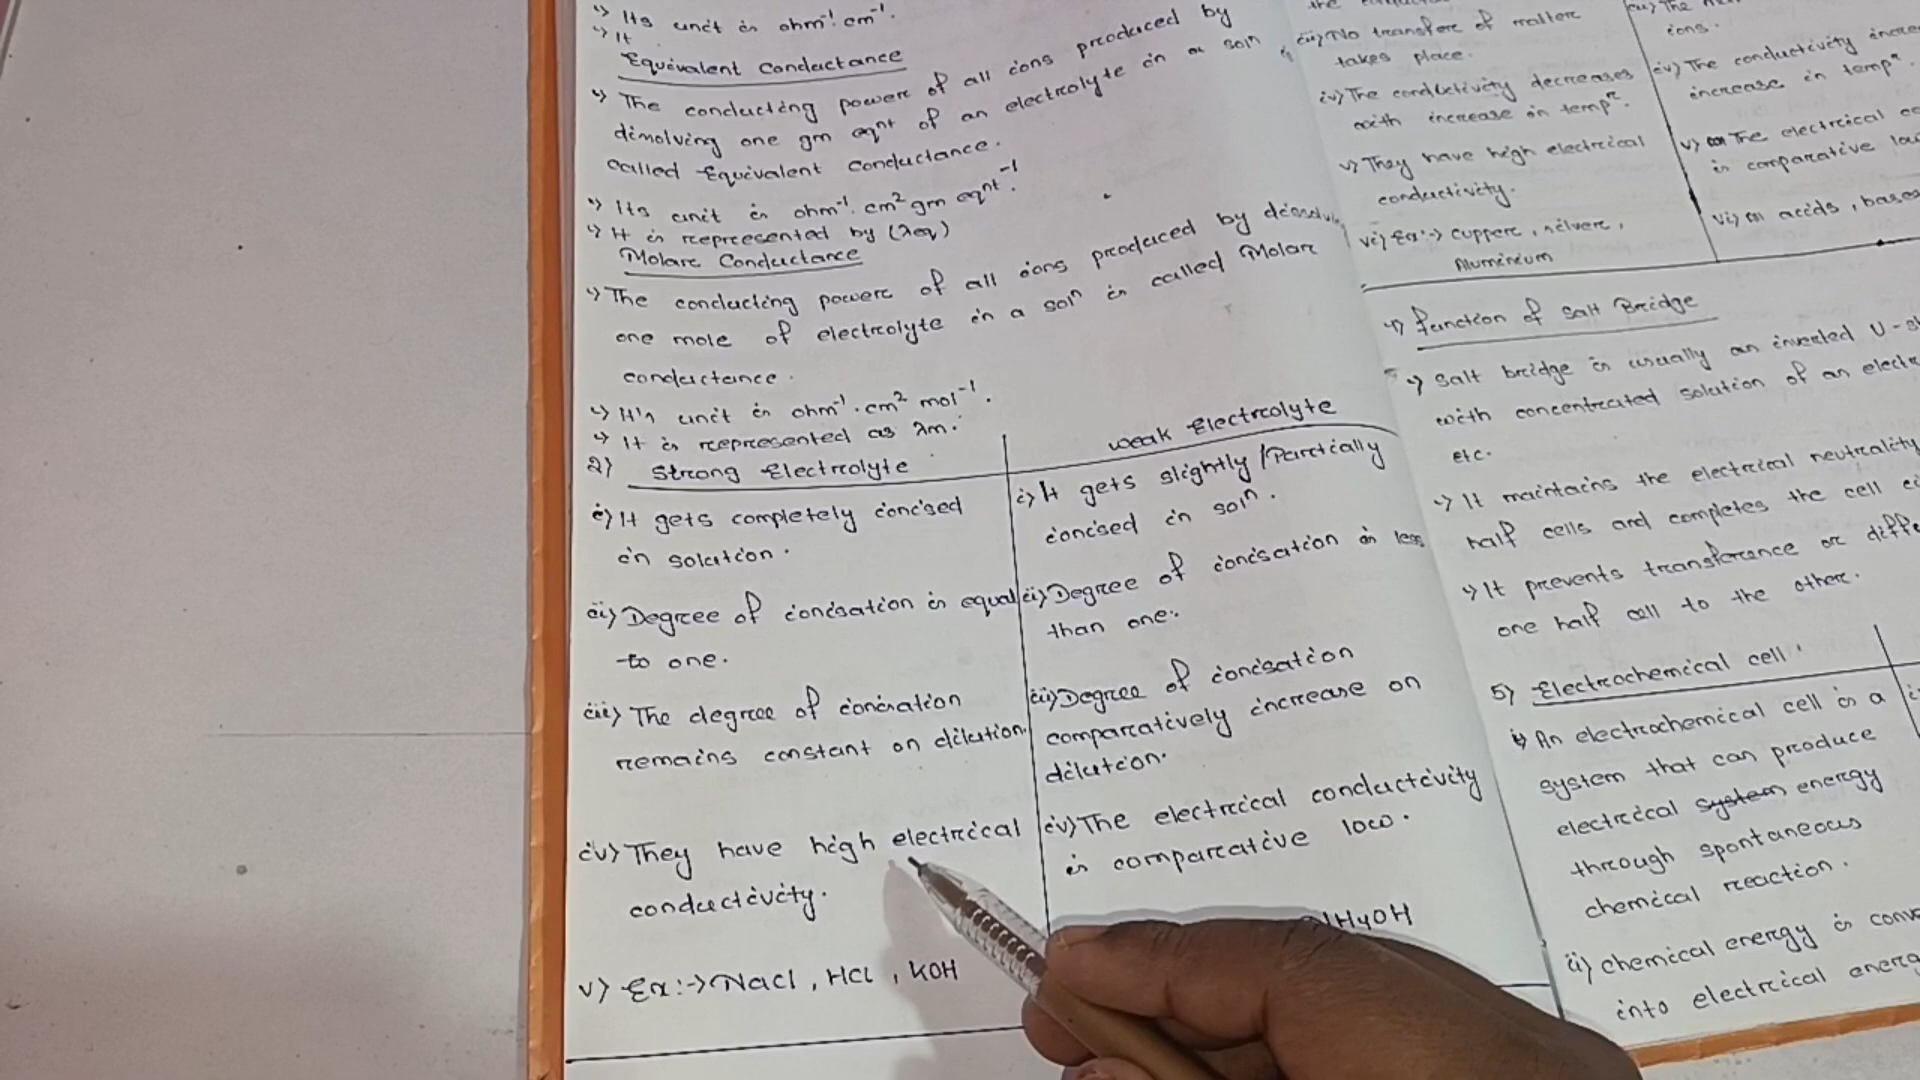 Its unit is ohm⁻¹ cm⁻¹.
It
Equivalent Conductance
The conducting power of all ions produced by
dissolving one gm eqnt of an electrolyte in a soln is
called Equivalent conductance.
Its unit is ohm⁻¹. cm² gm eqnt⁻¹.
It is represented by (λeq)
Molar Conductance
The conducting power of all ions produced by dissolving
one mole of electrolyte in a solⁿ is called Molar
conductance.
It's unit is ohm⁻¹. cm² mol⁻¹.
It is represented as λm.
2) Strong Electrolyte
i) It gets completely ionised
in solution.
ii) Degree of ionisation is equal
to one.
iii) The degree of ionisation
remains constant on dilution.
iv) They have high electrical
conductivity.
v) Ex:→ NaCl, HCl, KOH
weak Electrolyte
i) It gets slightly/Partially
ionised in solⁿ.
ii) Degree of ionisation is less
than one.
iii) Degree of ionisation
comparatively increase on
dilution.
iv) The electrical conductivity
is comparative low.
H4OH
iii) No transfer of matter
takes place.
iv) The conductivity decreases
with increase in tempr.
v) They have high electrical
conductivity.
vi) Ex:→ cupper, silver,
Aluminium
ions.
iv) The conductivity
increase in tempr.
v) The electrical
is comparative
vi) acids, bases
4) function of Salt Bridge
Salt bridge is usually an inverted U-
with concentrated solution of an
etc.
It maintains the electrical neutrality
half cells and completes the cell
It prevents transference or
one half cell to the other.
5) Electrochemical cell
i) An electrochemical cell is a
system that can produce
electrical system energy
through spontaneous
chemical reaction.
ii) chemical energy is
into electrical